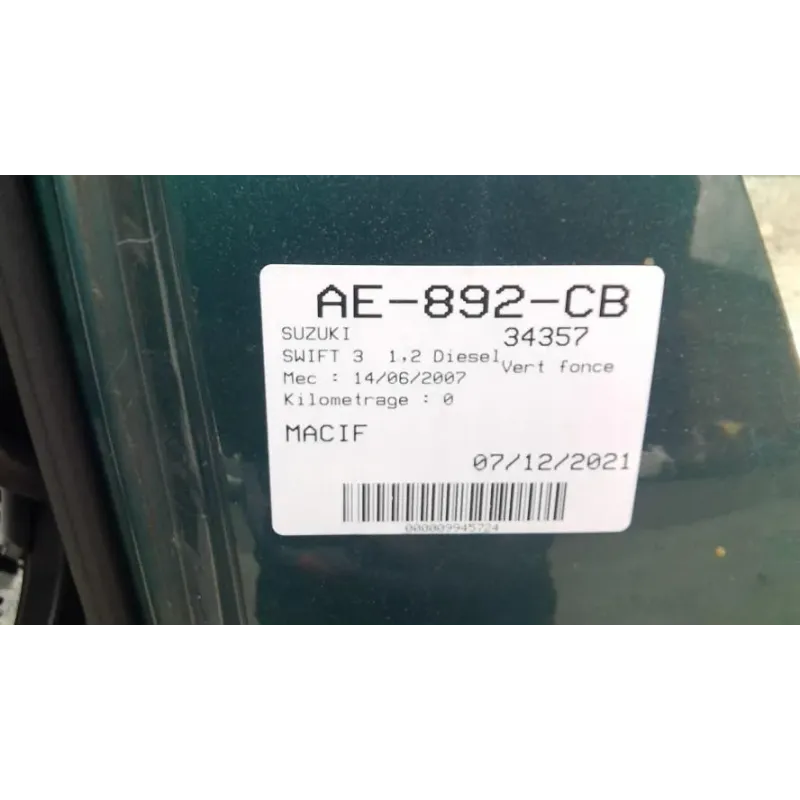 AE-892-CB
SUZUKI 34357
SWIFT 3 1,2 Diesel Vert fonce
Mec : 14/06/2007
Kilometrage : 0
MACIF
07/12/2021
000009945724